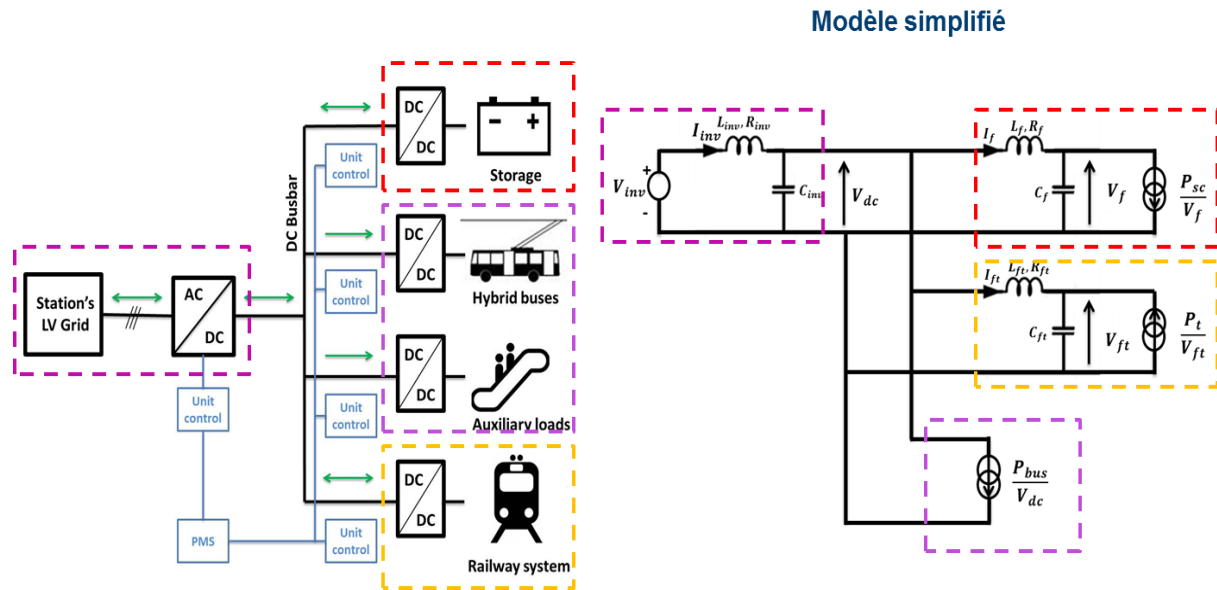 Modèle simplifié
DC
DC
Storage
Unit
control
DC Busbar
DC
DC
Hybrid buses
Unit
control
Station's
LV Grid
AC
DC
DC
DC
Auxiliary loads
Unit
control
Unit
control
DC
DC
Railway system
PMS
Unit
control
I_inv
L_inv, R_inv
V_inv
+
-
C_inv
V_dc
I_f
L_f, R_f
C_f
V_f
P_sc
V_f
I_ft
L_ft, R_ft
C_ft
V_ft
P_t
V_ft
P_bus
V_dc